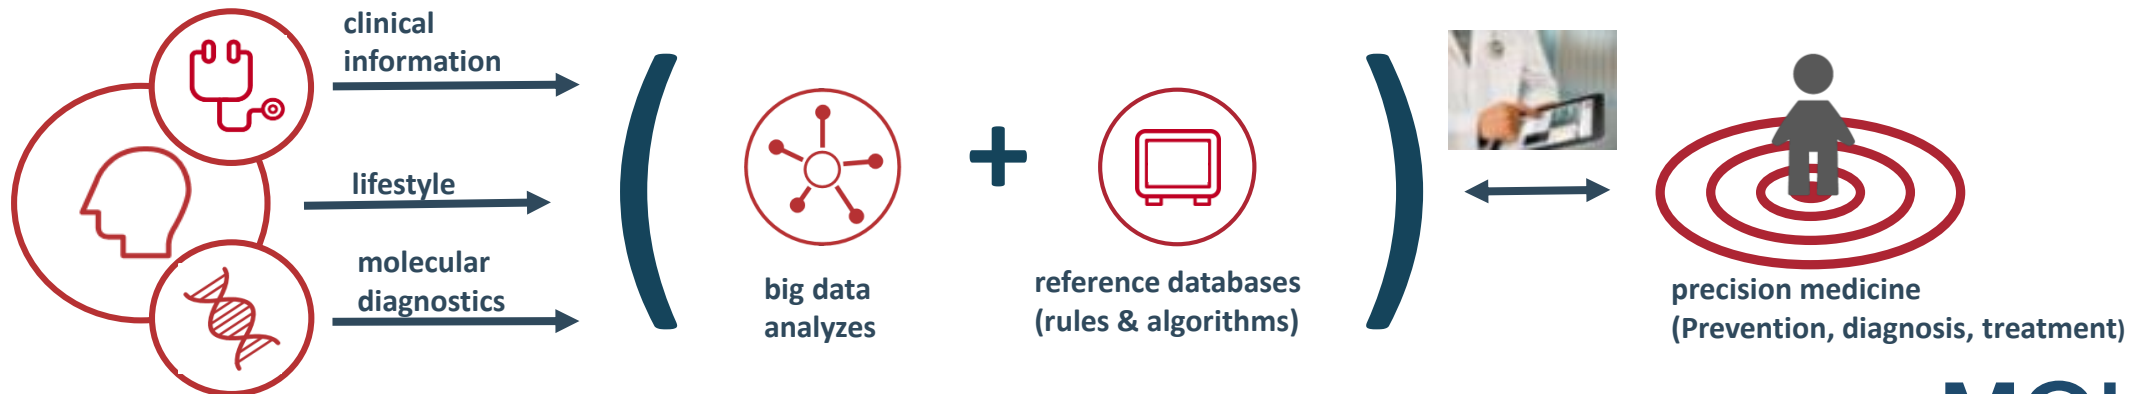 clinical
information
lifestyle
molecular
diagnostics
big data
analyzes
+
reference databases
(rules & algorithms)
precision medicine
(Prevention, diagnosis, treatment)